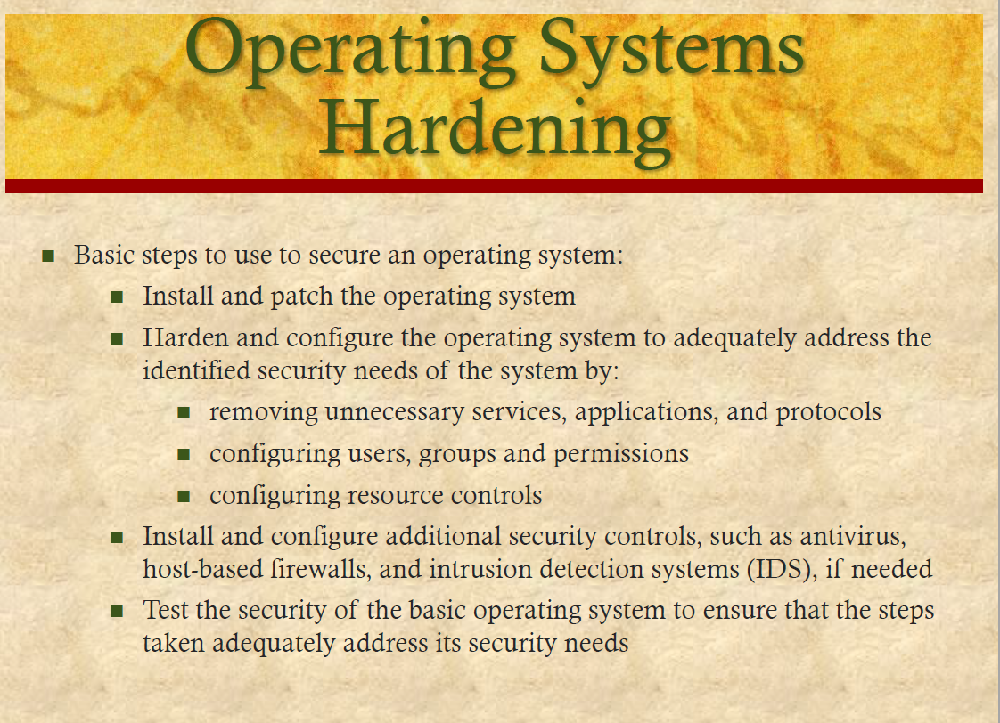 Operating Systems
Hardening
■ Basic steps to use to secure an operating system:
■ Install and patch the operating system
■ Harden and configure the operating system to adequately address the
identified security needs of the system by:
■ removing unnecessary services, applications, and protocols
■ configuring users, groups and permissions
■ configuring resource controls
■ Install and configure additional security controls, such as antivirus,
host-based firewalls, and intrusion detection systems (IDS), if needed
■ Test the security of the basic operating system to ensure that the steps
taken adequately address its security needs